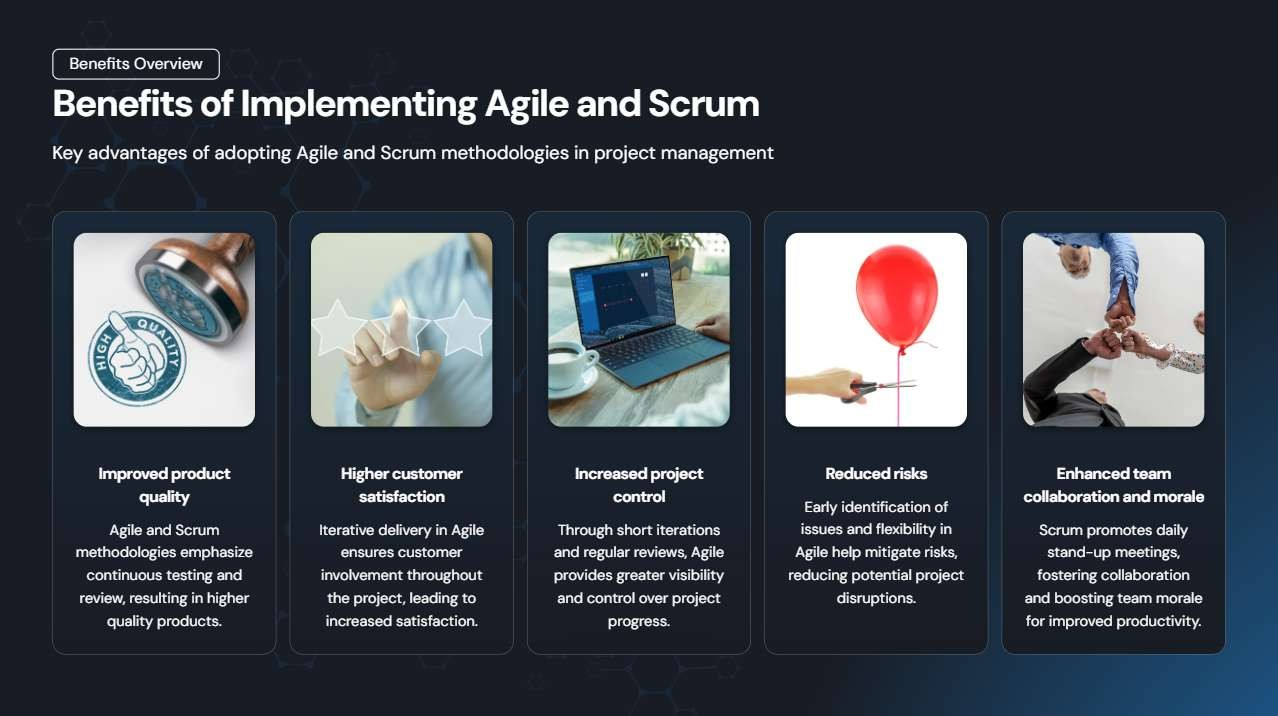 Benefits Overview
Benefits of Implementing Agile and Scrum
Key advantages of adopting Agile and Scrum methodologies in project management
HIGH QUALITY
Improved product
quality
Agile and Scrum
methodologies emphasize
continuous testing and
review, resulting in higher
quality products.
Higher customer
satisfaction
Iterative delivery in Agile
ensures customer
involvement throughout
the project, leading to
increased satisfaction.
Increased project
control
Through short iterations
and regular reviews, Agile
provides greater visibility
and control over project
progress.
Reduced risks
Early identification of
issues and flexibility in
Agile help mitigate risks,
reducing potential project
disruptions.
Enhanced team
collaboration and morale
Scrum promotes daily
stand-up meetings,
fostering collaboration
and boosting team morale
for improved productivity.